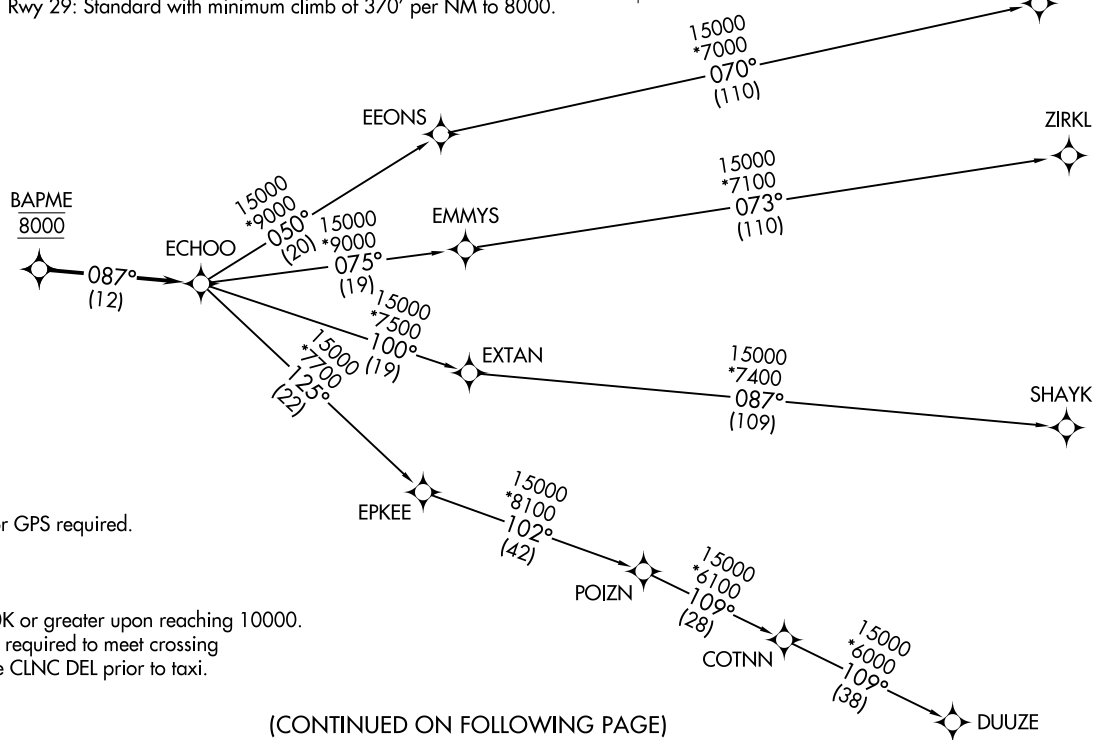 Rwy 29: Standard with minimum climb of 370' per NM to 8000.
15000
*7000
070°
(110)
EEONS
ZIRKL
15000
*7100
073°
(110)
BAPME
8000
15000
*9000
050°
(20)
EMMYS
15000
*9000
075°
(19)
ECHOO
087°
(12)
15000
*7500
100°
(19)
EXTAN
15000
*7700
125°
(22)
15000
*7400
087°
(109)
SHAYK
EPKEE
15000
*8100
102°
(42)
r GPS required.
POIZN
15000
*6100
109°
(28)
0K or greater upon reaching 10000.
required to meet crossing
e CLNC DEL prior to taxi.
COTNN
15000
*6000
109°
(38)
DUUZE
(CONTINUED ON FOLLOWING PAGE)